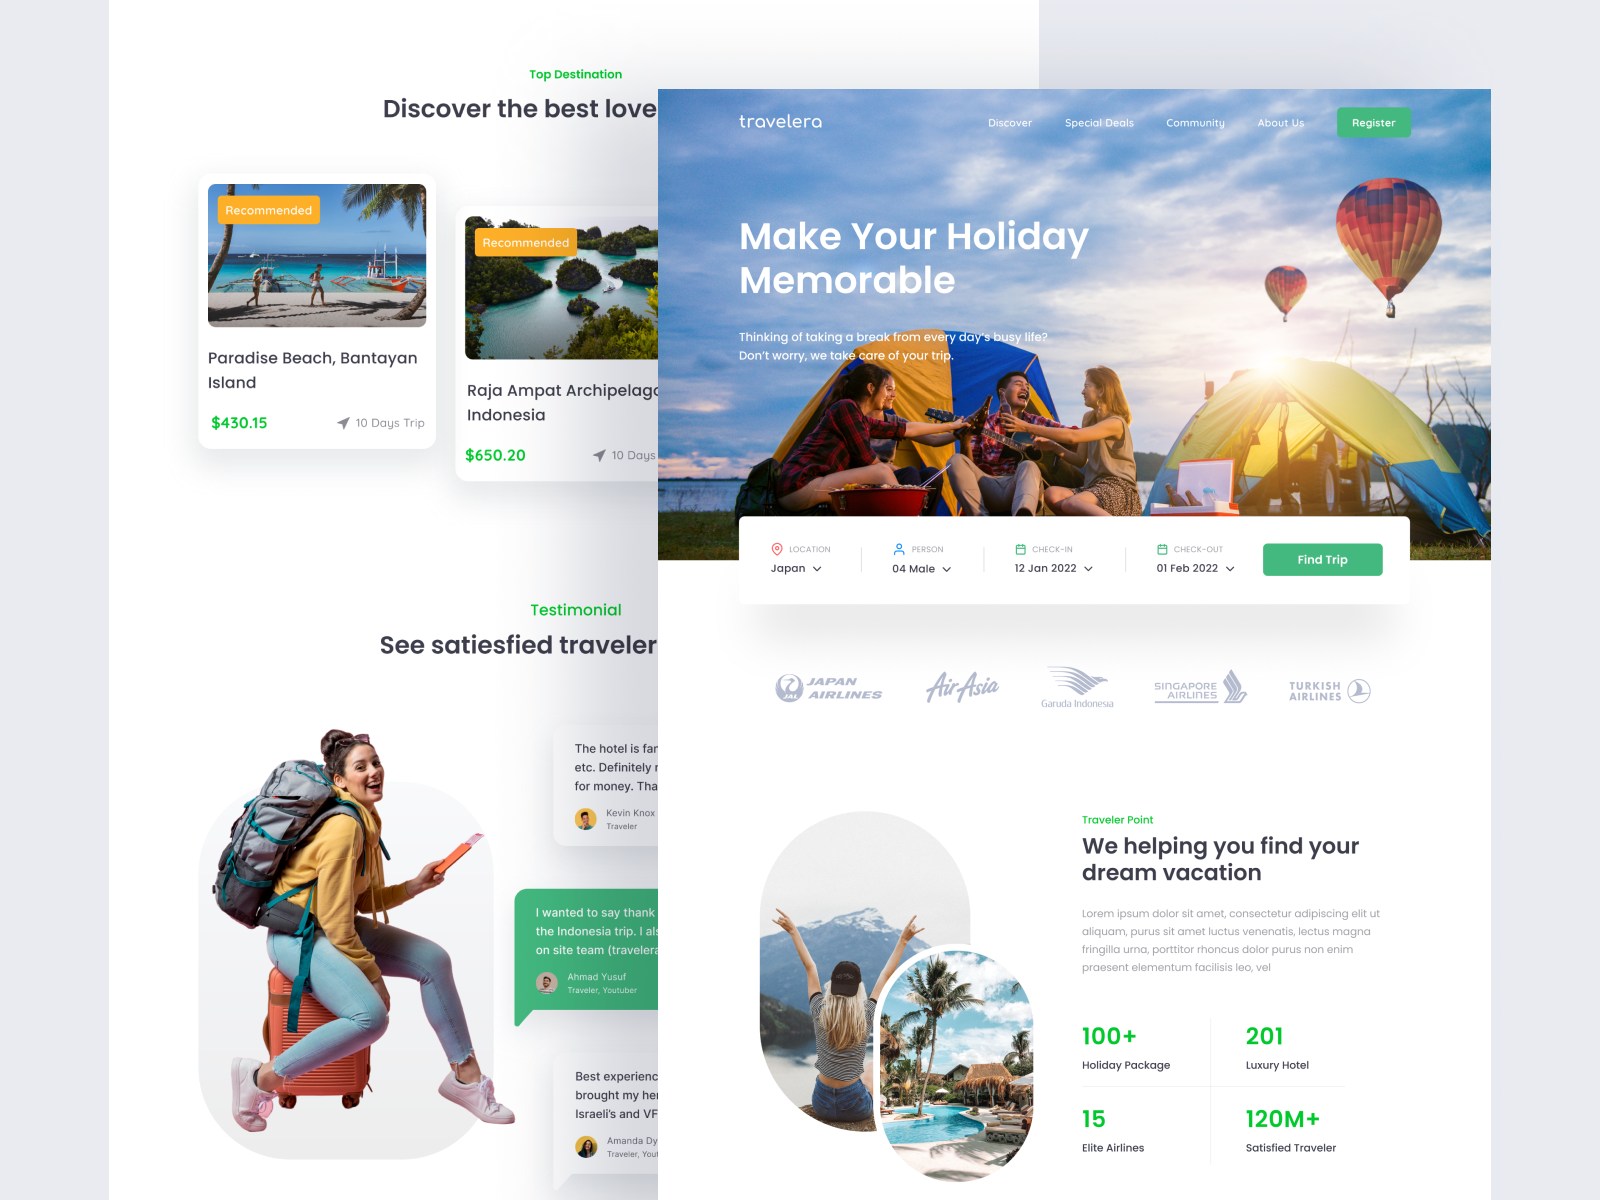 Top Destination
Discover the best love
Recommended
Paradise Beach, Bantayan
Island
$430.15
10 Days Trip
Recommended
Raja Ampat Archipelago
Indonesia
$650.20
10 Days
Testimonial
See satiesfied traveler
The hotel is fan
etc. Definitely
for money. Tha
Kevin Knox
Traveler
I wanted to say thank
the Indonesia trip. I als
on site team (travelera
Ahmad Yusuf
Traveler, Youtuber
Best experienc
brought my her
Israeli's and VF
Amanda Dy
Traveler, Yout
travelera
Discover
Special Deals
Community
About Us
Register
Make Your Holiday
Memorable
Thinking of taking a break from every day's busy life?
Don't worry, we take care of your trip.
LOCATION
Japan
PERSON
04 Male
CHECK-IN
12 Jan 2022
CHECK-OUT
01 Feb 2022
Find Trip
JAL
JAPAN
AIRLINES
AirAsia
Garuda Indonesia
SINGAPORE
AIRLINES
TURKISH
AIRLINES
Traveler Point
We helping you find your
dream vacation
Lorem ipsum dolor sit amet, consectetur adipiscing elit ut
aliquam, purus sit amet luctus venenatis, lectus magna
fringilla urna, porttitor rhoncus dolor purus non enim
praesent elementum facilisis leo, vel
100+
Holiday Package
201
Luxury Hotel
15
Elite Airlines
120M+
Satisfied Traveler